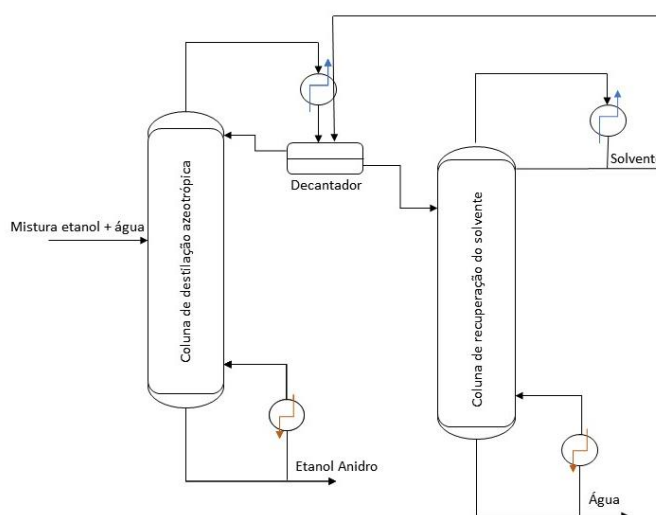 Decantador
Solvente
Mistura etanol + água
Coluna de destilação azeotrópica
Coluna de recuperação do solvente
Etanol Anidro
Água